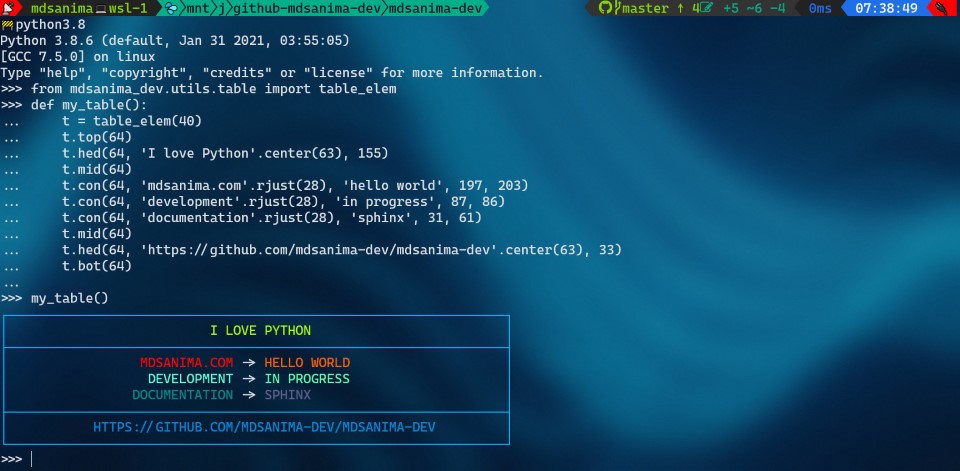 mdsanima wsl-1 mnt j github-mdsanima-dev mdsanima-dev master ↑ 4 +5 ~6 -4 0ms 07:38:49
python3.8
Python 3.8.6 (default, Jan 31 2021, 03:55:05)
[GCC 7.5.0] on linux
Type "help", "copyright", "credits" or "license" for more information.
>>> from mdsanima_dev.utils.table import table_elem
>>> def my_table():
...     t = table_elem(40)
...     t.top(64)
...     t.hed(64, 'I love Python'.center(63), 155)
...     t.mid(64)
...     t.con(64, 'mdsanima.com'.rjust(28), 'hello world', 197, 203)
...     t.con(64, 'development'.rjust(28), 'in progress', 87, 86)
...     t.con(64, 'documentation'.rjust(28), 'sphinx', 31, 61)
...     t.mid(64)
...     t.hed(64, 'https://github.com/mdsanima-dev/mdsanima-dev'.center(63), 33)
...     t.bot(64)
...
>>> my_table()
I LOVE PYTHON
MDSANIMA.COM → HELLO WORLD
DEVELOPMENT → IN PROGRESS
DOCUMENTATION → SPHINX
HTTPS://GITHUB.COM/MDSANIMA-DEV/MDSANIMA-DEV
>>>